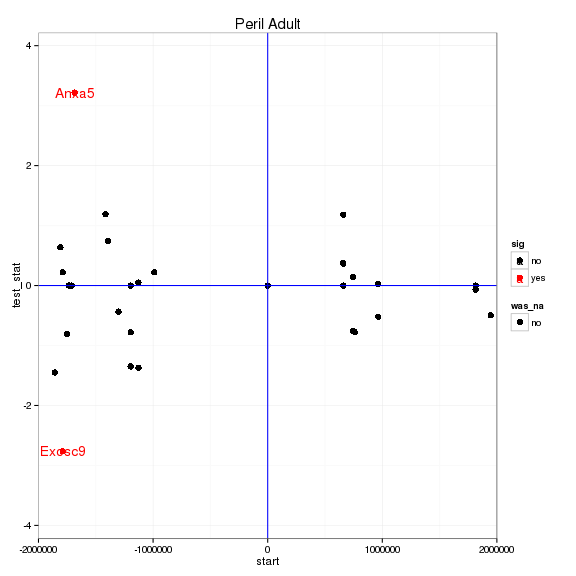 Peril Adult
4
Anxa5
2
test_stat
0
-2
Exosc9
-4
-2000000 -1000000 0 1000000 2000000
start
sig
no
yes
was_na
no